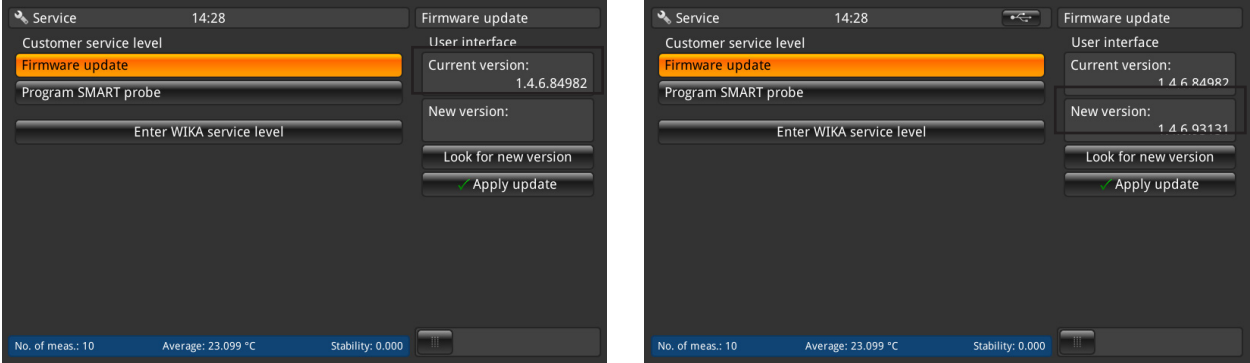 Service 14:28
Customer service level
Firmware update
Program SMART probe
Enter WIKA service level
No. of meas.: 10 Average: 23.099 °C Stability: 0.000
Firmware update
User interface
Current version:
1.4.6.84982
New version:
Look for new version
Apply update
Service 14:28
Customer service level
Firmware update
Program SMART probe
Enter WIKA service level
No. of meas.: 10 Average: 23.099 °C Stability: 0.000
Firmware update
User interface
Current version:
1.4.6.84982
New version:
1.4.6.93131
Look for new version
Apply update